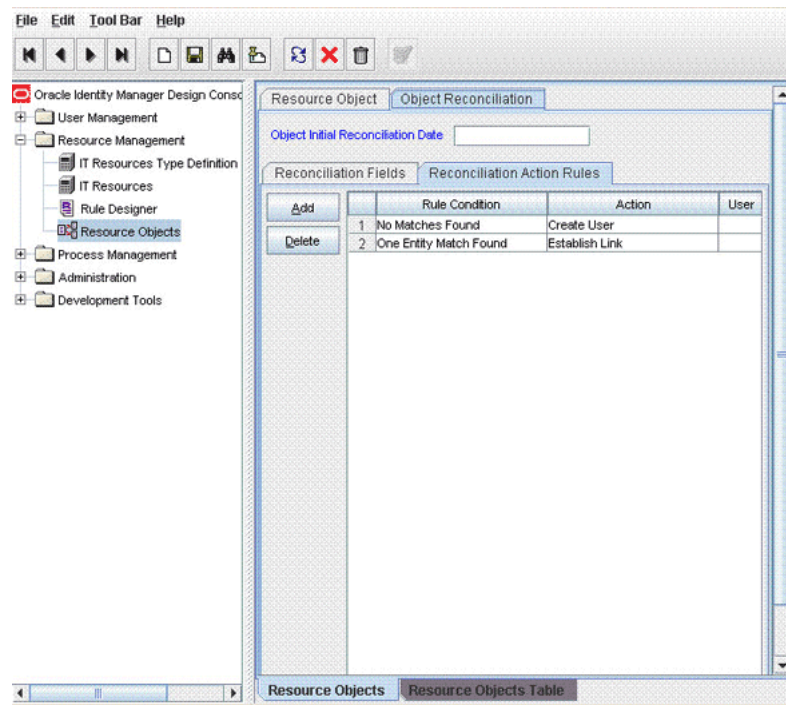 File Edit Tool Bar Help
Oracle Identity Manager Design Consc
User Management
Resource Management
IT Resources Type Definition
IT Resources
Rule Designer
Resource Objects
Process Management
Administration
Development Tools
Resource Object Object Reconciliation
Object Initial Reconciliation Date
Reconciliation Fields Reconciliation Action Rules
Add
Delete
Rule Condition Action User
1 No Matches Found Create User
2 One Entity Match Found Establish Link
Resource Objects Resource Objects Table